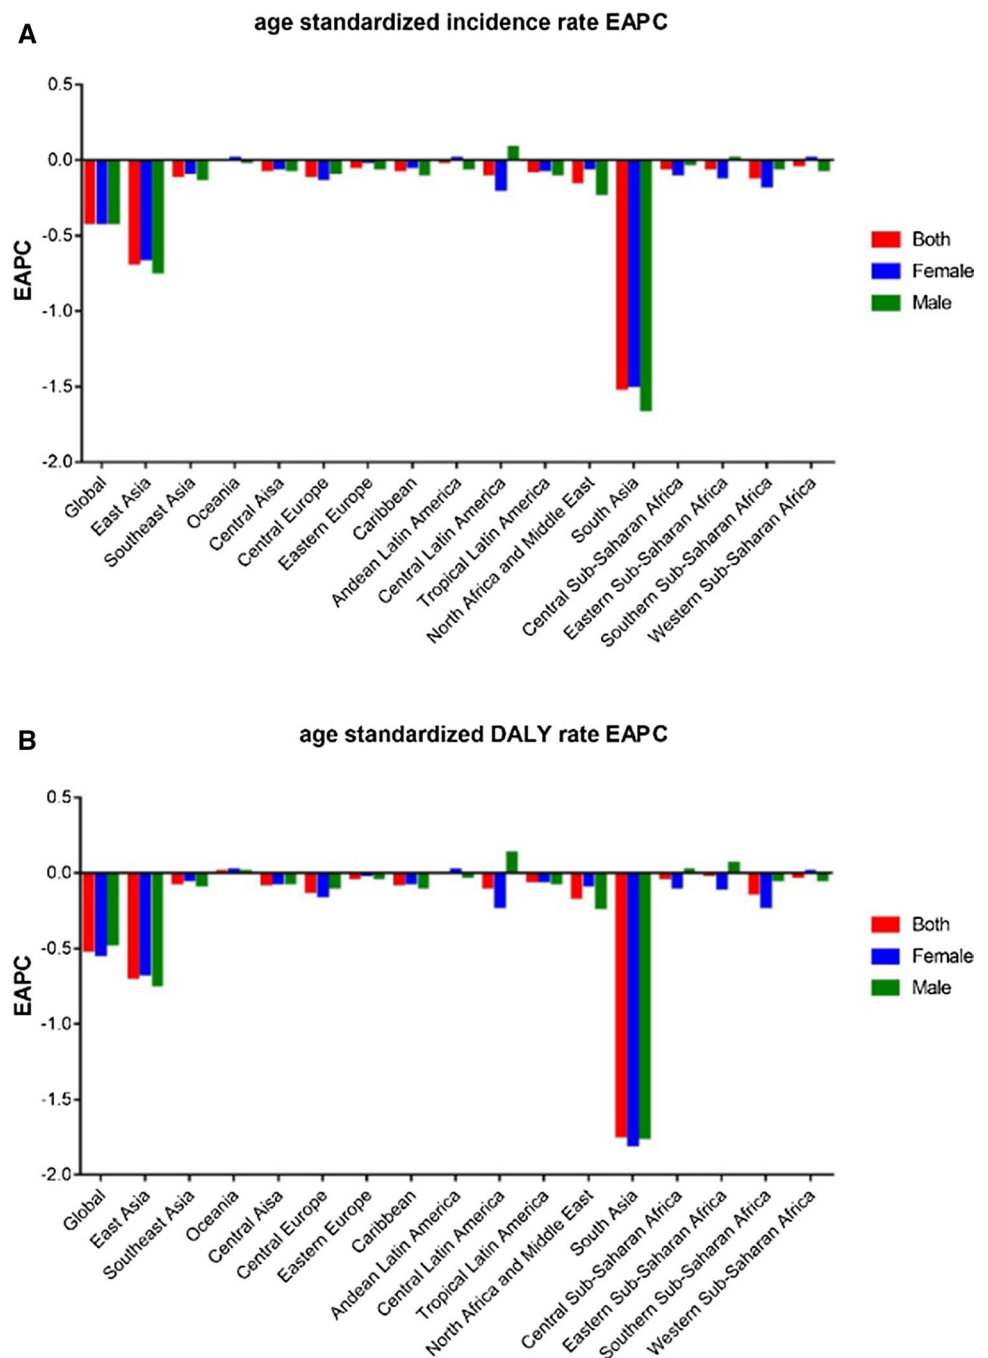 A
age standardized incidence rate EAPC
0.5
0.0
-0.5
-1.0
-1.5
-2.0
EAPC
Global
East Asia
Southeast Asia
Oceania
Central Aisa
Central Europe
Eastern Europe
Caribbean
Andean Latin America
Central Latin America
Tropical Latin America
North Africa and Middle East
South Asia
Central Sub-Saharan Africa
Eastern Sub-Saharan Africa
Southern Sub-Saharan Africa
Western Sub-Saharan Africa
Both
Female
Male
B
age standardized DALY rate EAPC
0.5
0.0
-0.5
-1.0
-1.5
-2.0
EAPC
Global
East Asia
Southeast Asia
Oceania
Central Aisa
Central Europe
Eastern Europe
Caribbean
Andean Latin America
Central Latin America
Tropical Latin America
North Africa and Middle East
South Asia
Central Sub-Saharan Africa
Eastern Sub-Saharan Africa
Southern Sub-Saharan Africa
Western Sub-Saharan Africa
Both
Female
Male